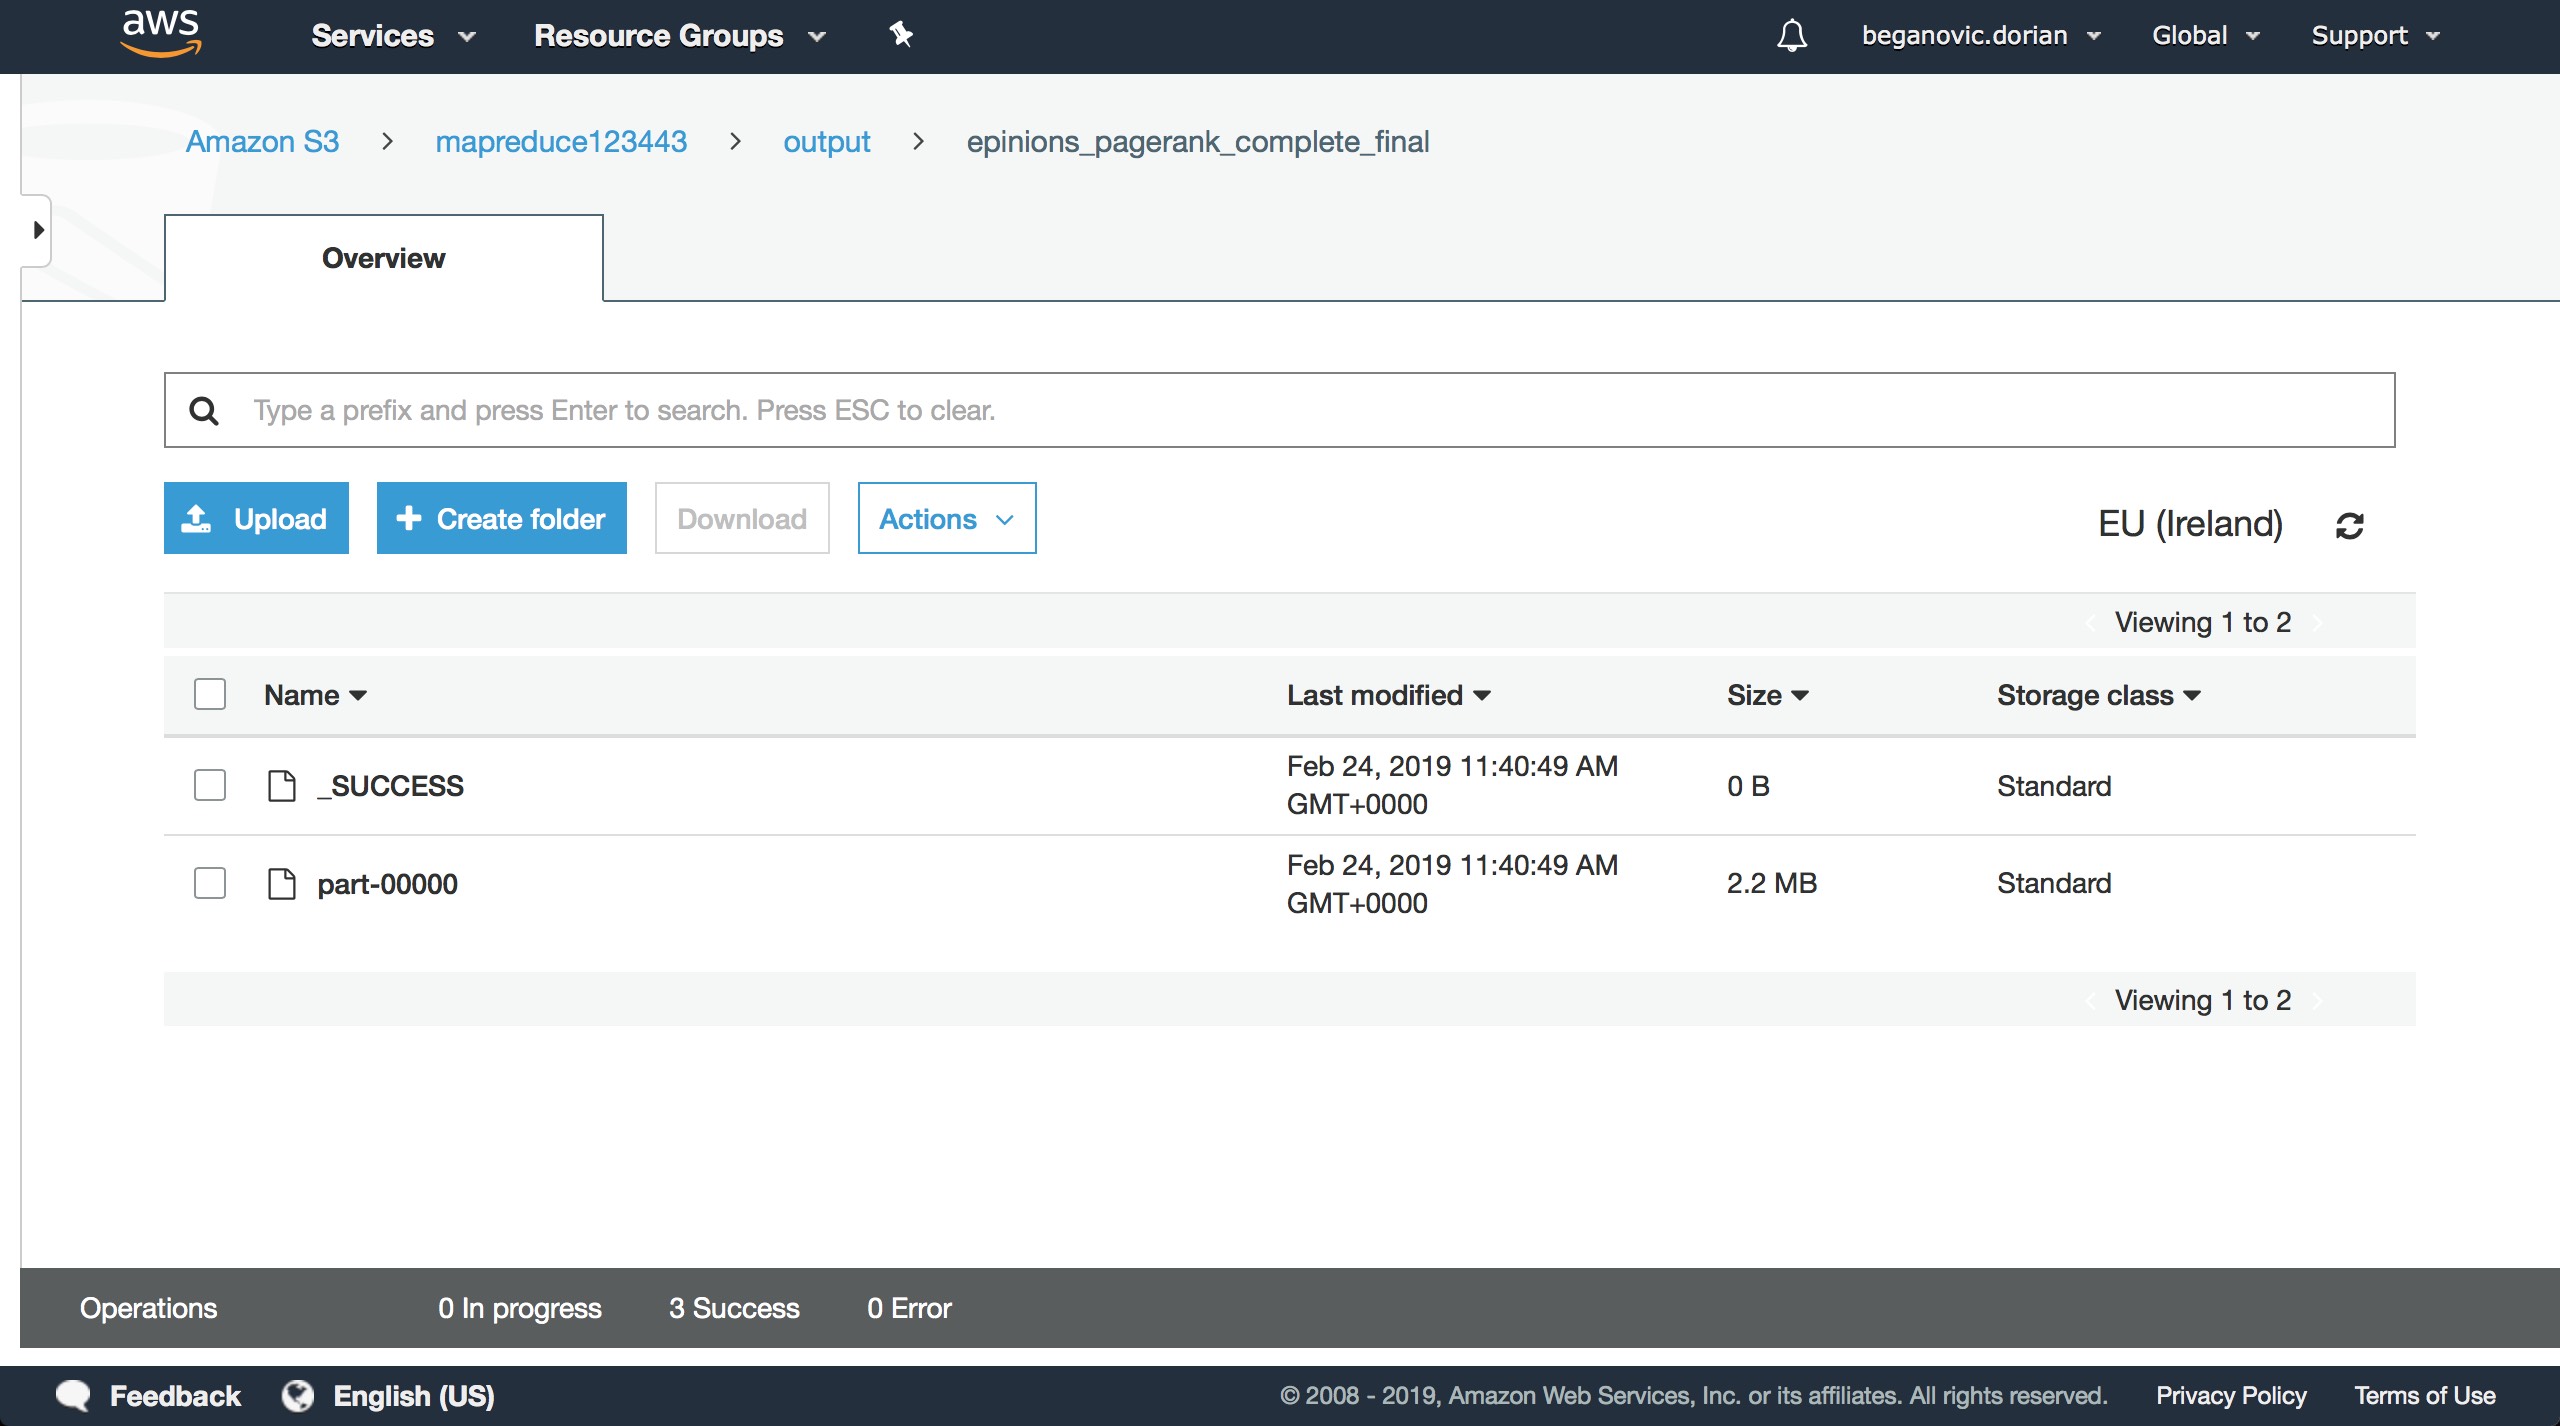 aws Services Resource Groups beganovic.dorian Global Support
Amazon S3 > mapreduce123443 > output > epinions_pagerank_complete_final
Overview
Type a prefix and press Enter to search. Press ESC to clear.
Upload Create folder Download Actions EU (Ireland)
Viewing 1 to 2
Name Last modified Size Storage class
_SUCCESS Feb 24, 2019 11:40:49 AM GMT+0000 0 B Standard
part-00000 Feb 24, 2019 11:40:49 AM GMT+0000 2.2 MB Standard
Viewing 1 to 2
Operations 0 In progress 3 Success 0 Error
Feedback English (US) © 2008 - 2019, Amazon Web Services, Inc. or its affiliates. All rights reserved. Privacy Policy Terms of Use